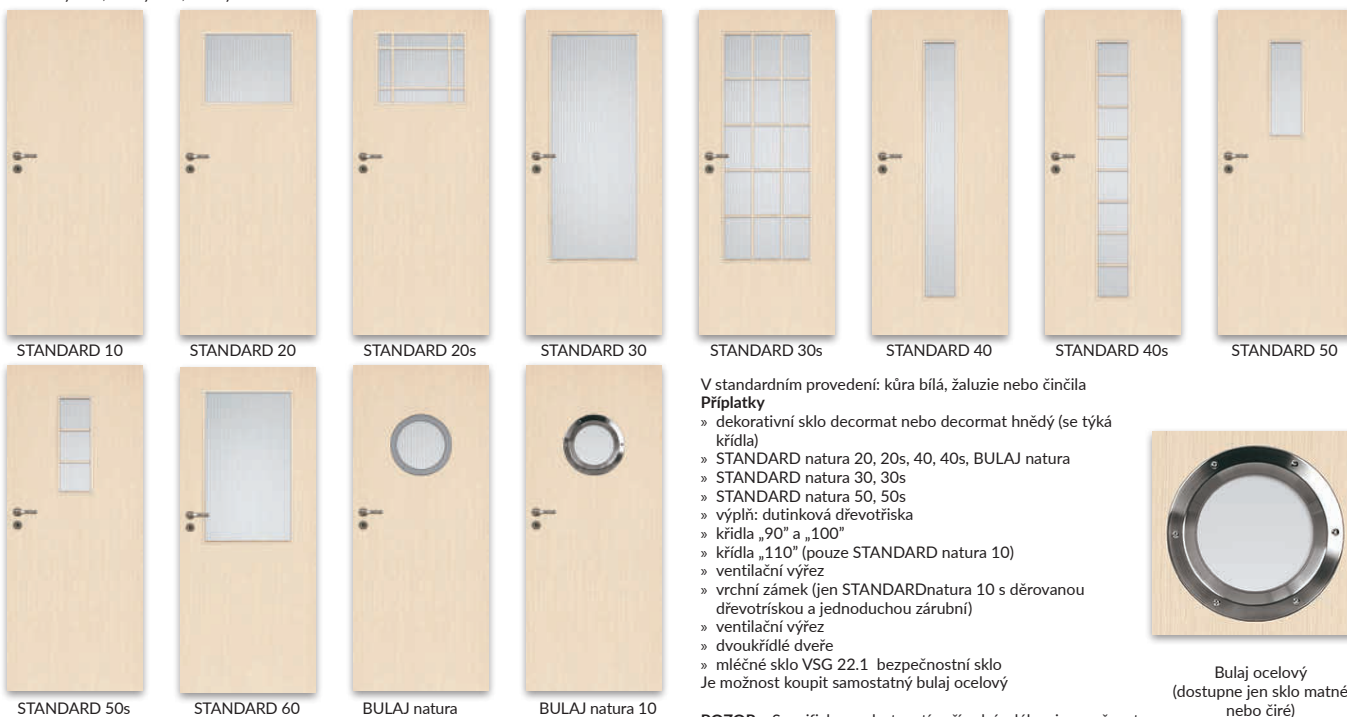 STANDARD 10
STANDARD 20
STANDARD 20s
STANDARD 30
STANDARD 30s
STANDARD 40
STANDARD 40s
STANDARD 50
STANDARD 50s
STANDARD 60
BULAJ natura
BULAJ natura 10
V standardním provedení: kůra bílá, žaluzie nebo činčila
Příplatky
» dekorativní sklo decormat nebo decormat hnědý (se týká
křídla)
» STANDARD natura 20, 20s, 40, 40s, BULAJ natura
» STANDARD natura 30, 30s
» STANDARD natura 50, 50s
» výplň: dutinková dřevotřiska
» křidla „90” a „100”
» křídla „110” (pouze STANDARD natura 10)
» ventilační výřez
» vrchní zámek (jen STANDARDnatura 10 s děrovanou
dřevotrískou a jednoduchou zárubní)
» ventilační výřez
» dvoukřídlé dveře
» mléčné sklo VSG 22.1 bezpečnostní sklo
Je možnost koupit samostatný bulaj ocelový
Bulaj ocelový
(dostupne jen sklo matné
nebo čiré)